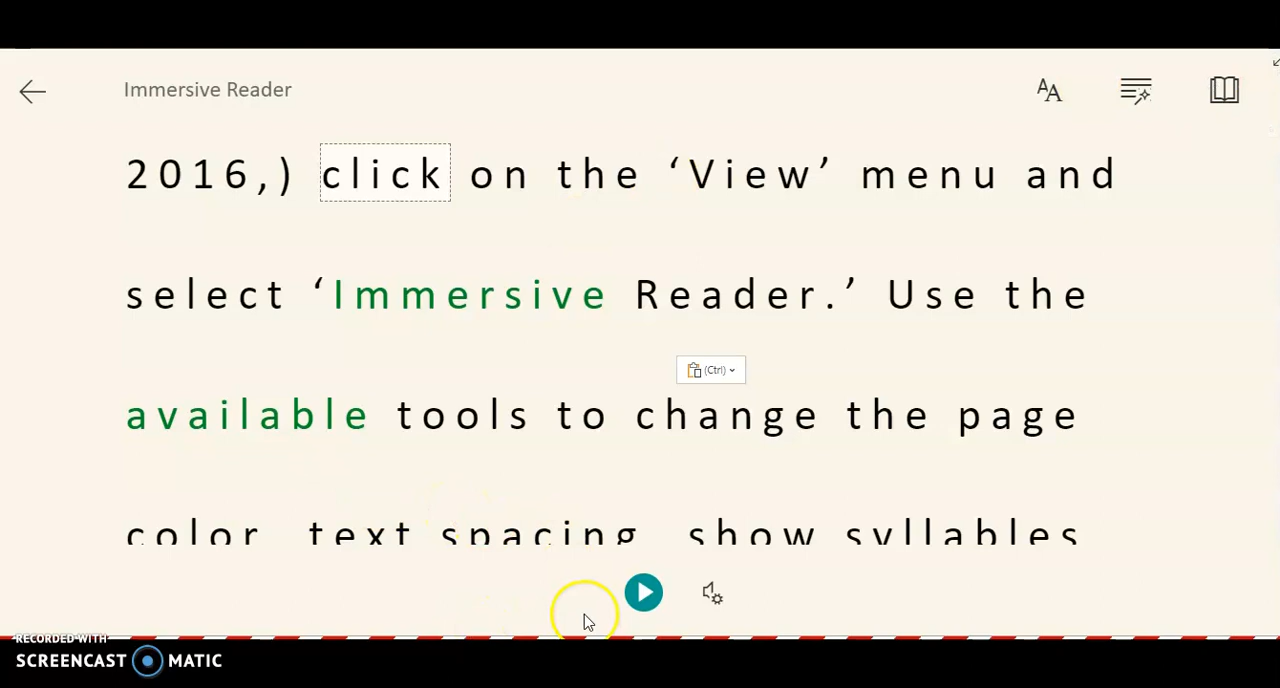 Immersive Reader
AA
2016,) click on the ‘View’ menu and
select ‘Immersive Reader.’ Use the
(Ctrl)
available tools to change the page
color text spacing show syllables
RECORDED WITH
SCREENCAST MATIC